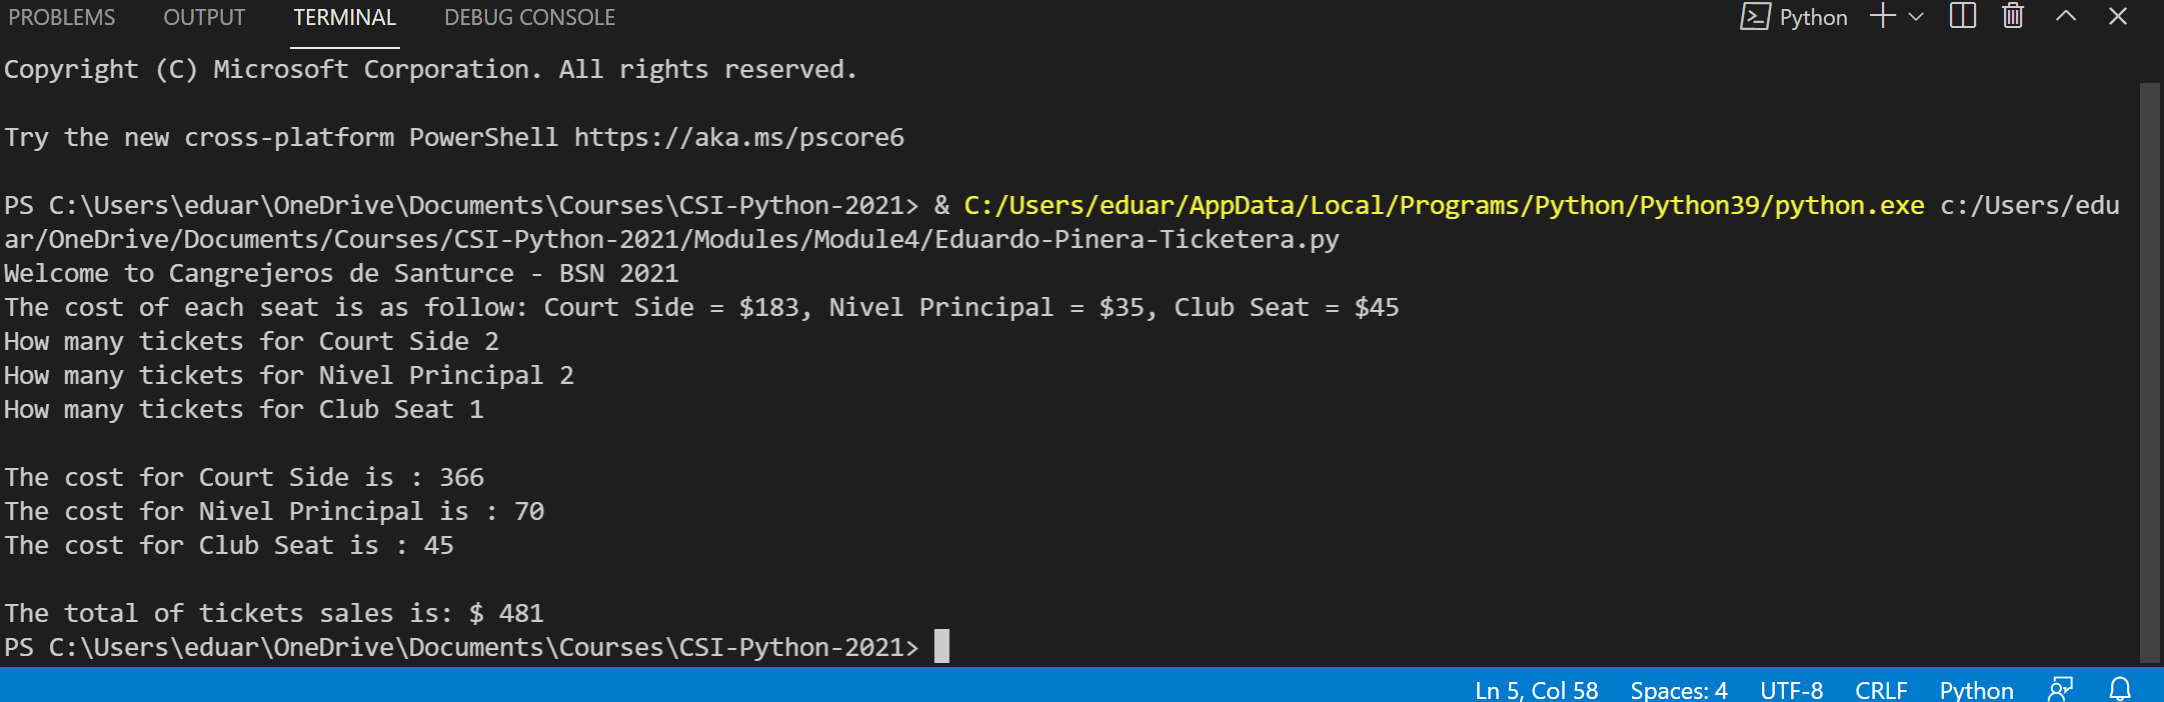 PROBLEMS OUTPUT TERMINAL DEBUG CONSOLE Python
Copyright (C) Microsoft Corporation. All rights reserved.
Try the new cross-platform PowerShell https://aka.ms/pscore6
PS C:\Users\eduar\OneDrive\Documents\Courses\CSI-Python-2021> & C:/Users/eduar/AppData/Local/Programs/Python/Python39/python.exe c:/Users/edu
ar/OneDrive/Documents/Courses/CSI-Python-2021/Modules/Module4/Eduardo-Pinera-Ticketera.py
Welcome to Cangrejeros de Santurce - BSN 2021
The cost of each seat is as follow: Court Side = $183, Nivel Principal = $35, Club Seat = $45
How many tickets for Court Side 2
How many tickets for Nivel Principal 2
How many tickets for Club Seat 1
The cost for Court Side is : 366
The cost for Nivel Principal is : 70
The cost for Club Seat is : 45
The total of tickets sales is: $ 481
PS C:\Users\eduar\OneDrive\Documents\Courses\CSI-Python-2021>
Ln 5, Col 58 Spaces: 4 UTF-8 CRLF Python